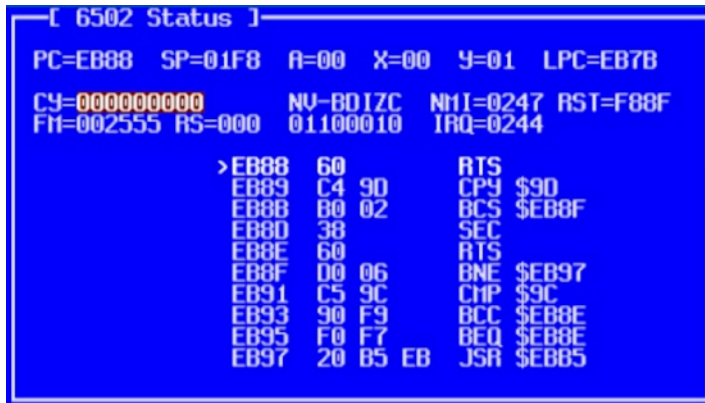 [ 6502 Status ]
PC=EB88 SP=01F8 A=00 X=00 Y=01 LPC=EB7B
CY=000000000 NV-BDIZC NMI=0247 RST=F88F
FM=002555 RS=000 01100010 IRQ=0244
>EB88 60 RTS
EB89 C4 9D CPY $9D
EB8B B0 02 BCS $EB8F
EB8D 38 SEC
EB8E 60 RTS
EB8F D0 06 BNE $EB97
EB91 C5 9C CMP $9C
EB93 90 F9 BCC $EB8E
EB95 F0 F7 BEQ $EB8E
EB97 20 B5 EB JSR $EBB5